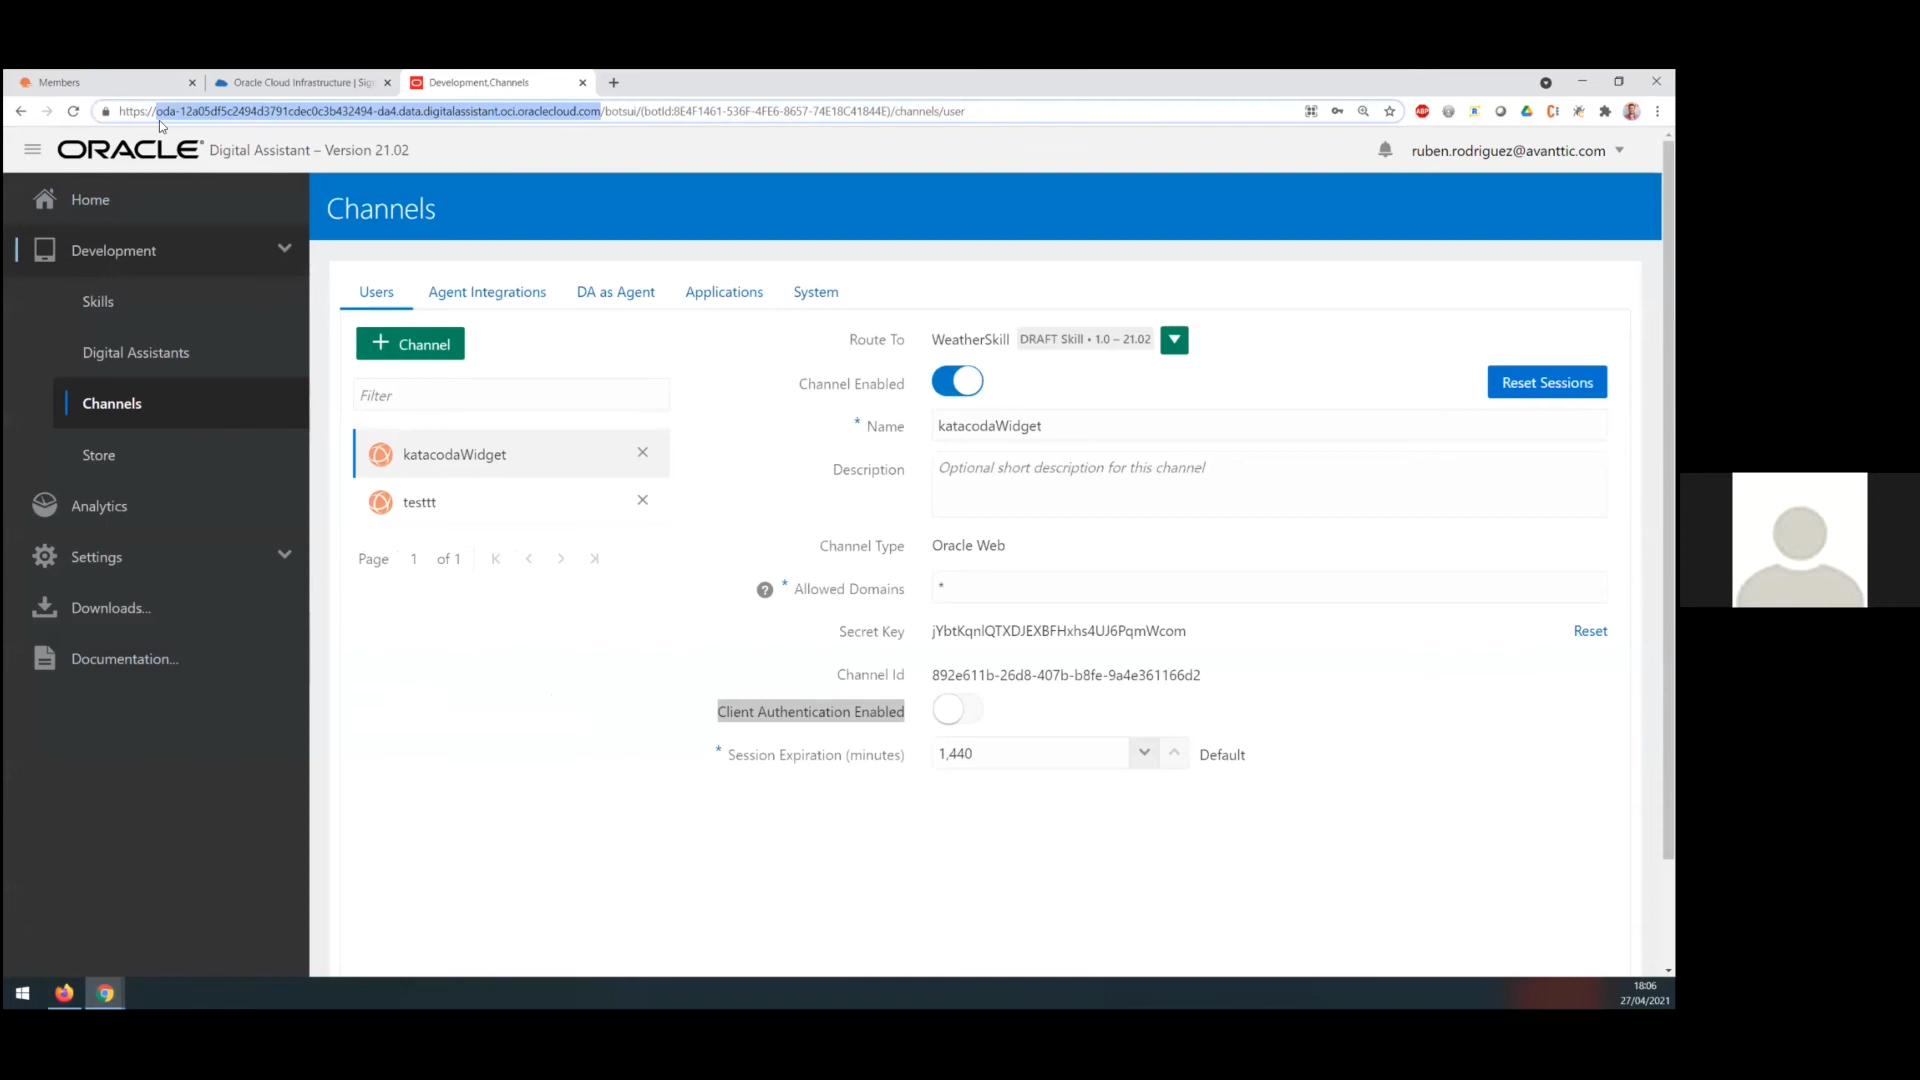 Members
Oracle Cloud Infrastructure | Sig
Development,Channels
https://oda-12a05df5c2494d3791cdec0c3b432494-da4.data.digitalassistant.oci.oraclecloud.com/botsui/(botId:8E4F1461-536F-4FE6-8657-74E18C41844E)/channels/user
ORACLE® Digital Assistant – Version 21.02
ruben.rodriguez@avanttic.com
Home
Development
Skills
Digital Assistants
Channels
Store
Analytics
Settings
Downloads...
Documentation...
Channels
Users
Agent Integrations
DA as Agent
Applications
System
+ Channel
Filter
katacodaWidget
testtt
Page 1 of 1
Route To WeatherSkill DRAFT Skill • 1.0 – 21.02
Channel Enabled
Reset Sessions
* Name katacodaWidget
Description Optional short description for this channel
Channel Type Oracle Web
? * Allowed Domains *
Secret Key jYbtKqnlQTXDJEXBFHxhs4UJ6PqmWcom Reset
Channel Id 892e611b-26d8-407b-b8fe-9a4e361166d2
Client Authentication Enabled
* Session Expiration (minutes) 1,440 Default
18:06
27/04/2021